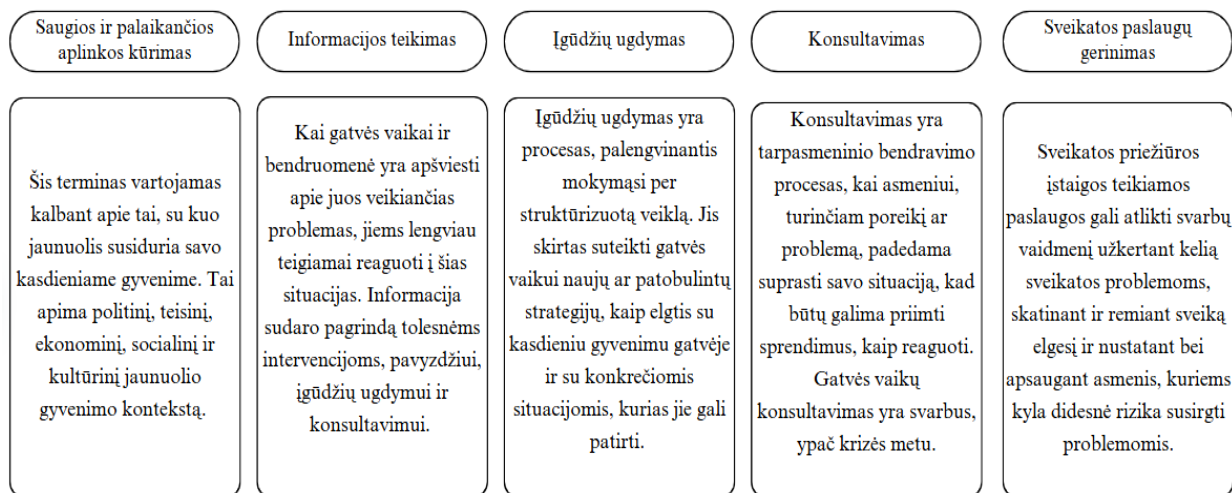 Saugios ir palaikančios
aplinkos kūrimas
Informacijos teikimas
Įgūdžių ugdymas
Konsultavimas
Sveikatos paslaugų
gerinimas
Šis terminas vartojamas
kalbant apie tai, su kuo
jaunuolis susiduria savo
kasdieniame gyvenime. Tai
apima politinį, teisinį,
ekonominį, socialinį ir
kultūrinį jaunuolio
gyvenimo kontekstą.
Kai gatvės vaikai ir
bendruomenė yra apšviesti
apie juos veikiančias
problemas, jiems lengviau
teigiamai reaguoti į šias
situacijas. Informacija
sudaro pagrindą tolesnėms
intervencijoms, pavyzdžiui,
įgūdžių ugdymui ir
konsultavimui.
Įgūdžių ugdymas yra
procesas, palengvinantis
mokymąsi per
struktūrizuotą veiklą. Jis
skirtas suteikti gatvės
vaikui naujų ar patobulintų
strategijų, kaip elgtis su
kasdieniu gyvenimu gatvėje
ir su konkrečiomis
situacijomis, kurias jie gali
patirti.
Konsultavimas yra
tarpasmeninio bendravimo
procesas, kai asmeniui,
turinčiam poreikį ar
problemą, padedama
suprasti savo situaciją, kad
būtų galima priimti
sprendimus, kaip reaguoti.
Gatvės vaikų
konsultavimas yra svarbus,
ypač krizės metu.
Sveikatos priežiūros
įstaigos teikiamos
paslaugos gali atlikti svarbų
vaidmenį užkertant kelią
sveikatos problemoms,
skatinant ir remiant sveiką
elgesį ir nustatant bei
apsaugant asmenis, kuriems
kyla didesnė rizika susirgti
problemomis.